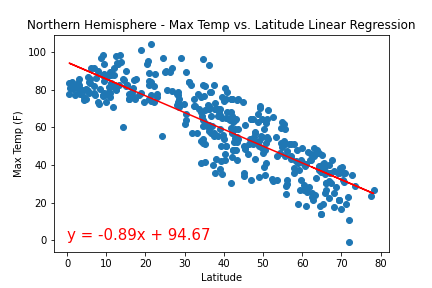 Northern Hemisphere - Max Temp vs. Latitude Linear Regression
100
80
60
40
20
0
Max Temp (F)
y = -0.89x + 94.67
0 10 20 30 40 50 60 70 80
Latitude